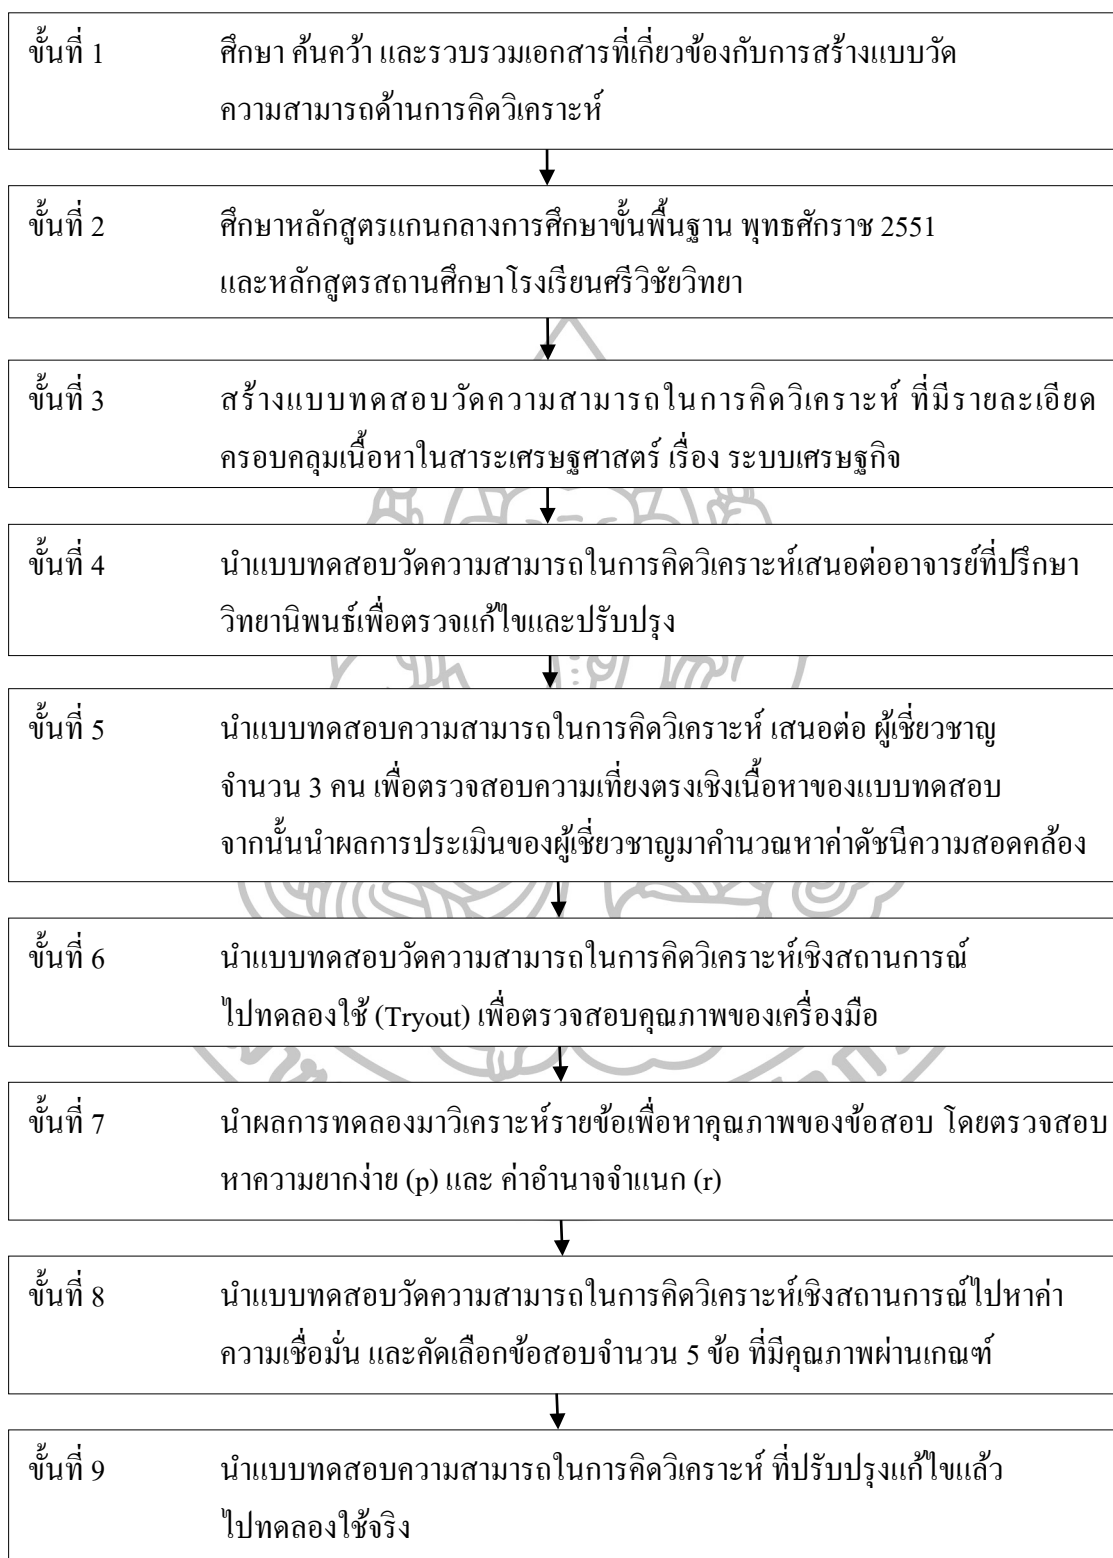 ขั้นที่ 1 ศึกษา ค้นคว้า และรวบรวมเอกสารที่เกี่ยวข้องกับการสร้างแบบวัด
ความสามารถด้านการคิดวิเคราะห์
ขั้นที่ 2 ศึกษาหลักสูตรแกนกลางการศึกษาขั้นพื้นฐาน พุทธศักราช 2551
และหลักสูตรสถานศึกษาโรงเรียนศรีวิชัยวิทยา
ขั้นที่ 3 สร้างแบบทดสอบวัดความสามารถในการคิดวิเคราะห์ ที่มีรายละเอียด
ครอบคลุมเนื้อหาในสาระเศรษฐศาสตร์ เรื่อง ระบบเศรษฐกิจ
ขั้นที่ 4 นำแบบทดสอบวัดความสามารถในการคิดวิเคราะห์เสนอต่ออาจารย์ที่ปรึกษา
วิทยานิพนธ์เพื่อตรวจแก้ไขและปรับปรุง
ขั้นที่ 5 นำแบบทดสอบความสามารถในการคิดวิเคราะห์ เสนอต่อ ผู้เชี่ยวชาญ
จำนวน 3 คน เพื่อตรวจสอบความเที่ยงตรงเชิงเนื้อหาของแบบทดสอบ
จากนั้นนำผลการประเมินของผู้เชี่ยวชาญมาคำนวณหาค่าดัชนีความสอดคล้อง
ขั้นที่ 6 นำแบบทดสอบวัดความสามารถในการคิดวิเคราะห์เชิงสถานการณ์
ไปทดลองใช้ (Tryout) เพื่อตรวจสอบคุณภาพของเครื่องมือ
ขั้นที่ 7 นำผลการทดลองมาวิเคราะห์รายข้อเพื่อหาคุณภาพของข้อสอบ โดยตรวจสอบ
หาความยากง่าย (p) และ ค่าอำนาจจำแนก (r)
ขั้นที่ 8 นำแบบทดสอบวัดความสามารถในการคิดวิเคราะห์เชิงสถานการณ์ไปหาค่า
ความเชื่อมั่น และคัดเลือกข้อสอบจำนวน 5 ข้อ ที่มีคุณภาพผ่านเกณฑ์
ขั้นที่ 9 นำแบบทดสอบความสามารถในการคิดวิเคราะห์ ที่ปรับปรุงแก้ไขแล้ว
ไปทดลองใช้จริง